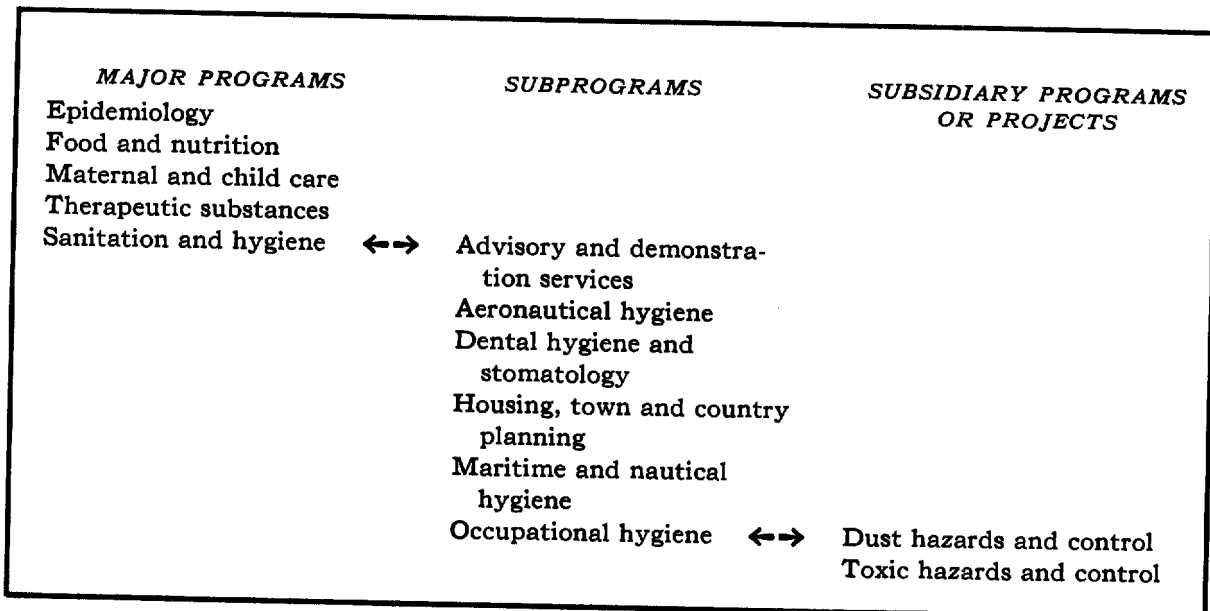 MAJOR PROGRAMS
Epidemiology
Food and nutrition
Maternal and child care
Therapeutic substances
Sanitation and hygiene ←→
SUBPROGRAMS
Advisory and demonstra-
tion services
Aeronautical hygiene
Dental hygiene and
stomatology
Housing, town and country
planning
Maritime and nautical
hygiene
Occupational hygiene ←→
SUBSIDIARY PROGRAMS
OR PROJECTS
Dust hazards and control
Toxic hazards and control